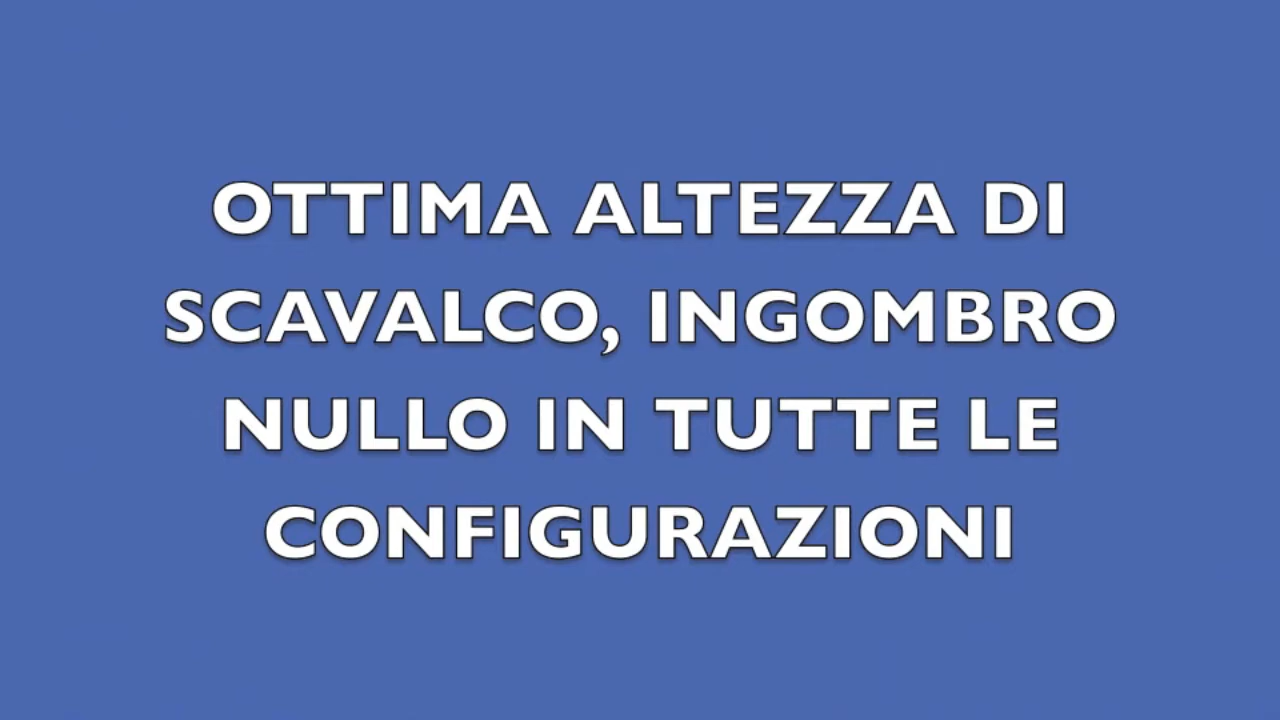 OTTIMA ALTEZZA DI
SCAVALCO, INGOMBRO
NULLO IN TUTTE LE
CONFIGURAZIONI